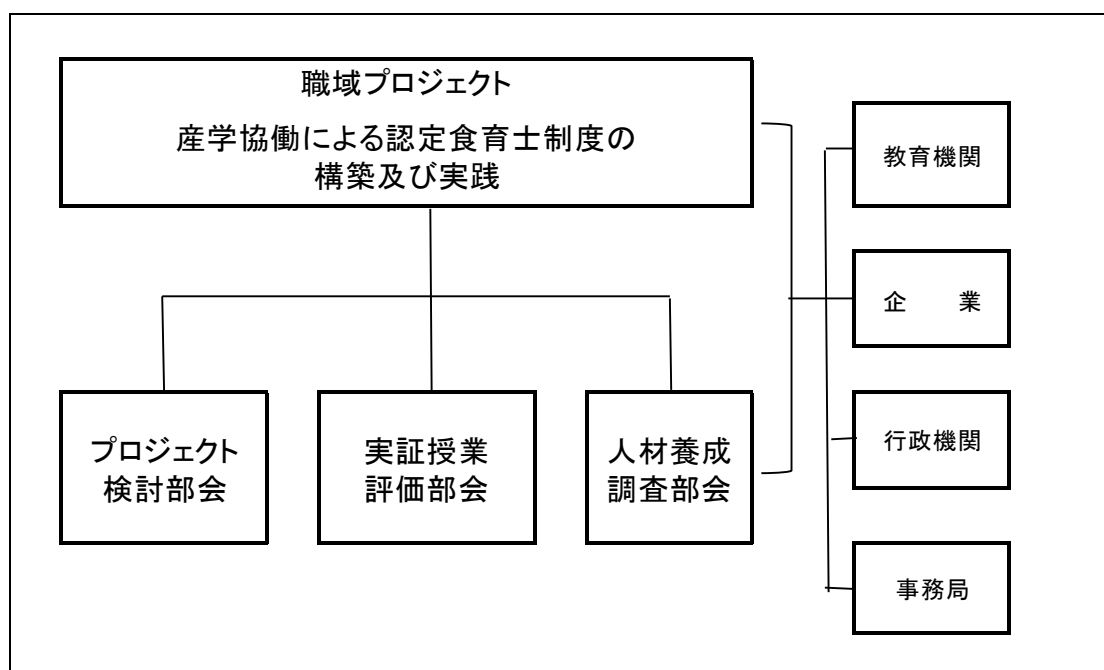 職域プロジェクト
産学協働による認定食育士制度の
構築及び実践
教育機関
企　　業
行政機関
事務局
プロジェクト
検討部会
実証授業
評価部会
人材養成
調査部会